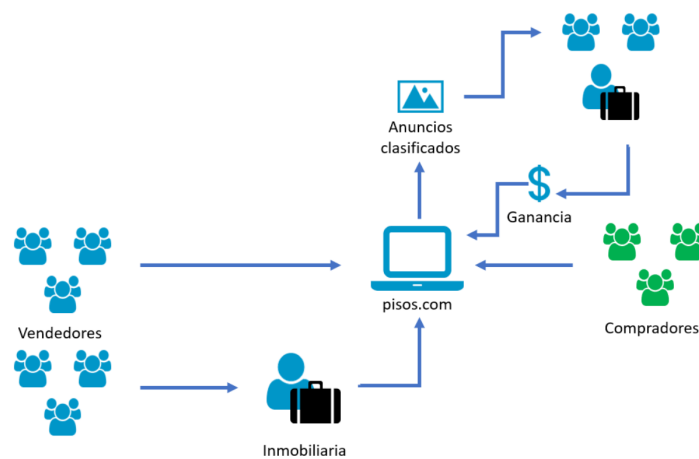 Anuncios
clasificados
$
Ganancia
pisos.com
Vendedores
Compradores
Inmobiliaria